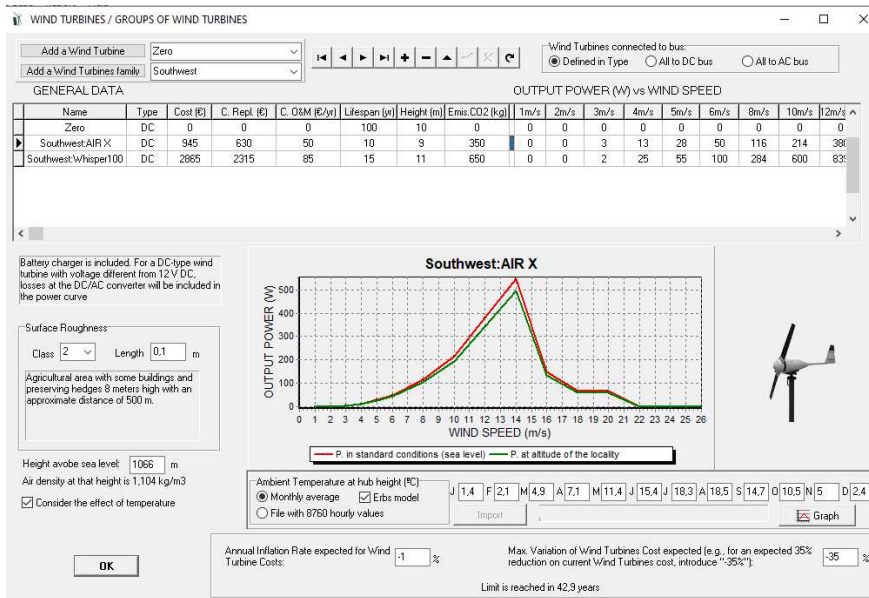 WIND TURBINES / GROUPS OF WIND TURBINES
Add a Wind Turbine Zero
Add a Wind Turbines family Southwest
Wind Turbines connected to bus:
Defined in Type All to DC bus All to AC bus
GENERAL DATA OUTPUT POWER (W) vs WIND SPEED
Name Type Cost (€) C. Repl. (€) C. O&M (€/yr) Lifespan (yr) Height (m) Emis.CO2 (kg) 1m/s 2m/s 3m/s 4m/s 5m/s 6m/s 8m/s 10m/s 12m/s
Zero DC 0 0 0 100 10 0 0 0 0 0 0 0 0 0 0
Southwest:AIR X DC 945 630 50 10 9 350 0 0 3 13 28 50 116 214 380
Southwest:Whisper100 DC 2865 2315 85 15 11 650 0 0 2 25 55 100 284 600 835
Battery charger is included. For a DC-type wind
turbine with voltage different from 12 V DC,
losses at the DC/AC converter will be included in
the power curve
Surface Roughness
Class 2 Length 0,1 m
Agricultural area with some buildings and
preserving hedges 8 meters high with an
approximate distance of 500 m.
Height avobe sea level: 1066 m
Air density at that height is 1,104 kg/m3
Consider the effect of temperature
OK
Southwest:AIR X
OUTPUT POWER (W)
500
400
300
200
100
0
0 1 2 3 4 5 6 7 8 9 10 11 12 13 14 15 16 17 18 19 20 21 22 23 24 25 26
WIND SPEED (m/s)
P. in standard conditions (sea level) P. at altitude of the locality
Ambient Temperature at hub height (ºC)
Monthly average Erbs model
File with 8760 hourly values
J 1,4 F 2,1 M 4,9 A 7,1 M 11,4 J 15,4 J 18,3 A 18,5 S 14,7 O 10,5 N 5 D 2,4
Import Graph
Annual Inflation Rate expected for Wind
Turbine Costs: -1 %
Max. Variation of Wind Turbines Cost expected (e.g., for an expected 35%
reduction on current Wind Turbines cost, introduce "-35%"): -35 %
Limit is reached in 42,9 years